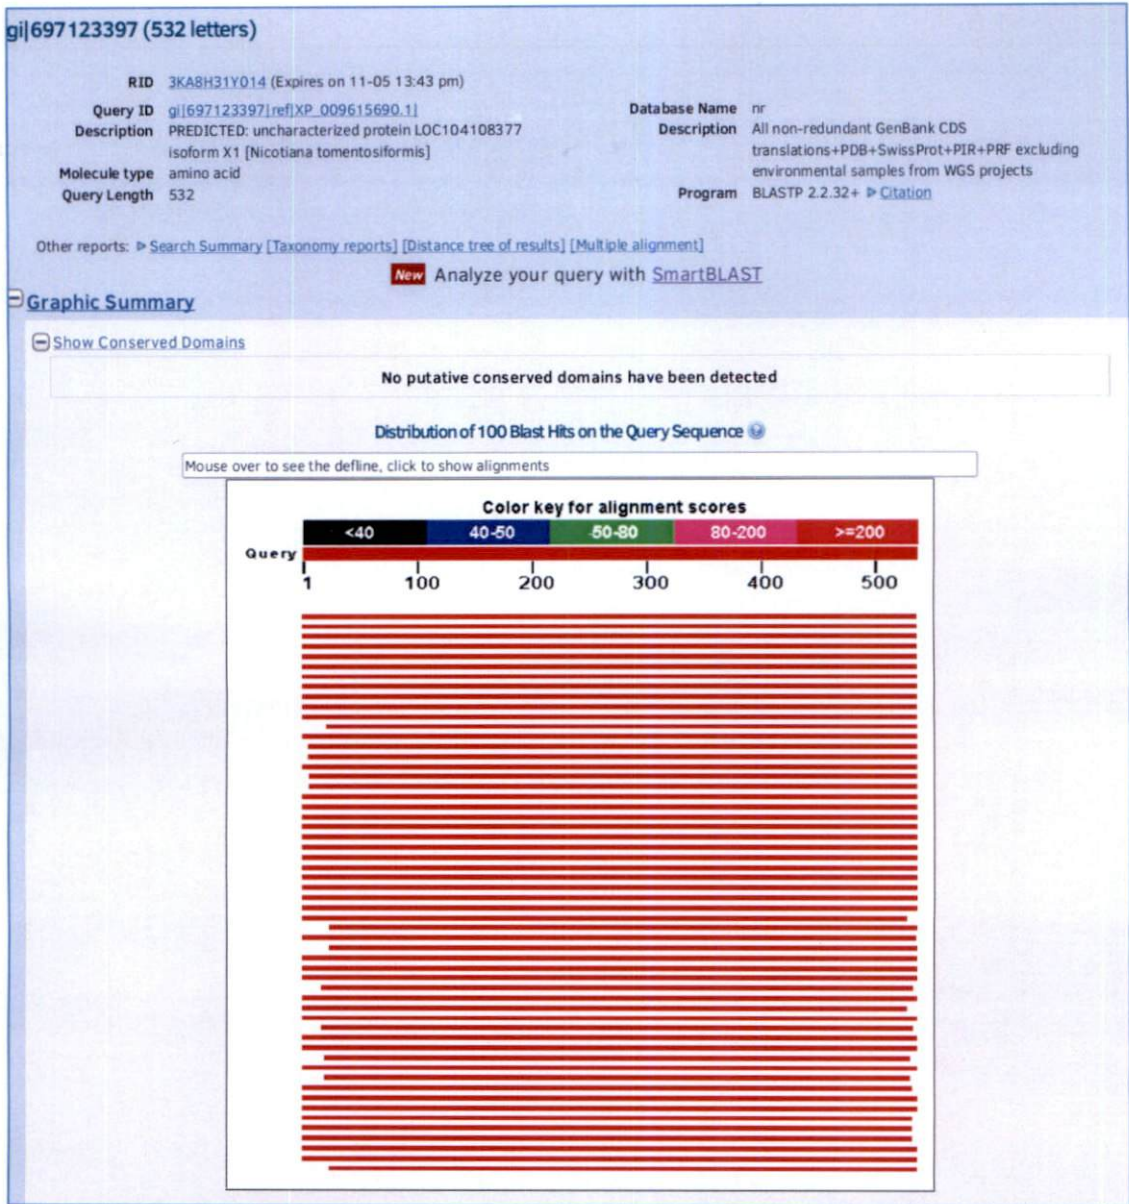 gi|697123397 (532 letters)
RID 3KA8H31Y014 (Expires on 11-05 13:43 pm)
Query ID gi|697123397|ref|XP_009615690.1|
Description PREDICTED: uncharacterized protein LOC104108377
isoform X1 [Nicotiana tomentosiformis]
Molecule type amino acid
Query Length 532
Database Name nr
Description All non-redundant GenBank CDS
translations+PDB+SwissProt+PIR+PRF excluding
environmental samples from WGS projects
Program BLASTP 2.2.32+ Citation
Other reports: Search Summary [Taxonomy reports] [Distance tree of results] [Multiple alignment]
New Analyze your query with SmartBLAST
Graphic Summary
Show Conserved Domains
No putative conserved domains have been detected
Distribution of 100 Blast Hits on the Query Sequence
Mouse over to see the defline, click to show alignments
Color key for alignment scores
<40 40-50 50-80 80-200 >=200
Query
1 100 200 300 400 500